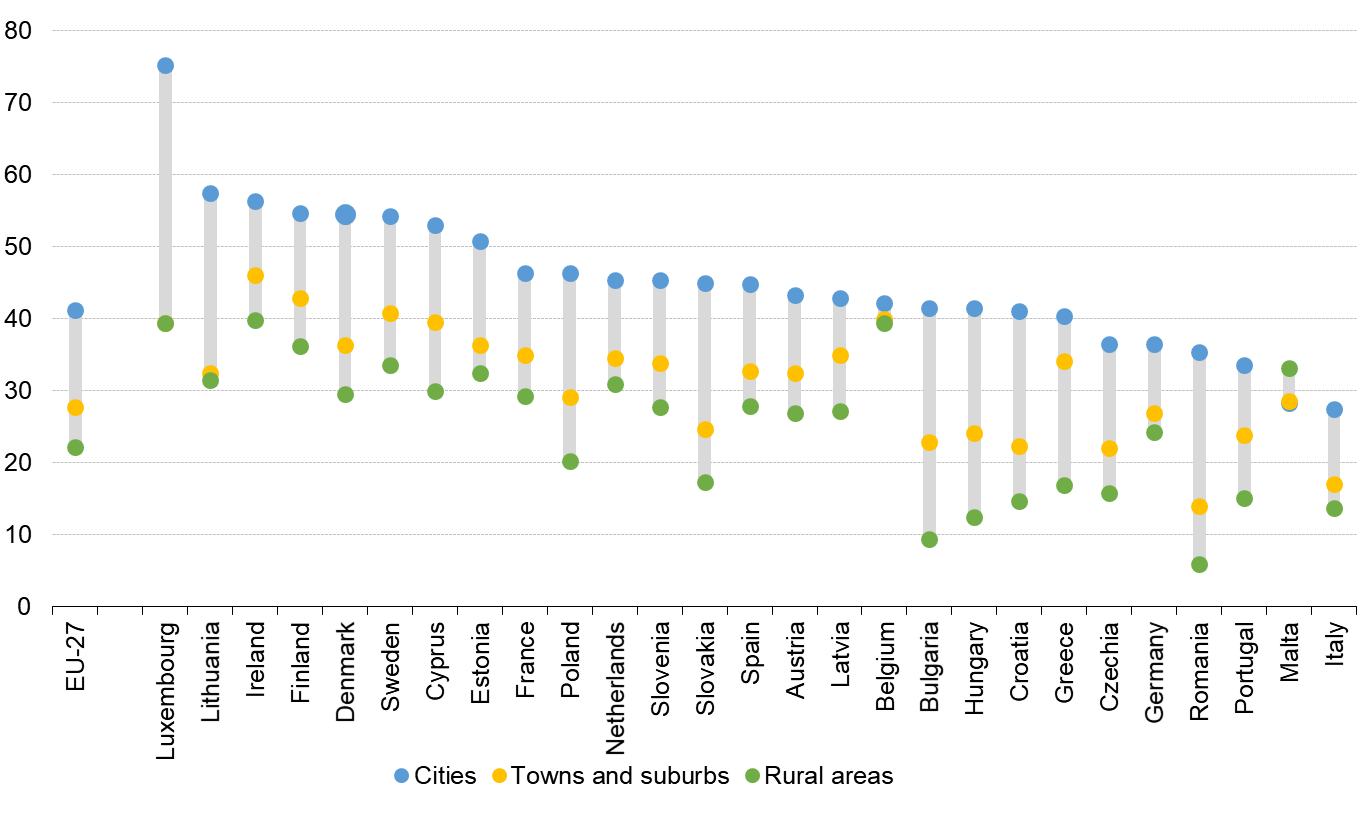 80
70
60
50
40
30
20
10
0
EU-27
Luxembourg
Lithuania
Ireland
Finland
Denmark
Sweden
Cyprus
Estonia
France
Poland
Netherlands
Slovenia
Slovakia
Spain
Austria
Latvia
Belgium
Bulgaria
Hungary
Croatia
Greece
Czechia
Germany
Romania
Portugal
Malta
Italy
Cities Towns and suburbs Rural areas